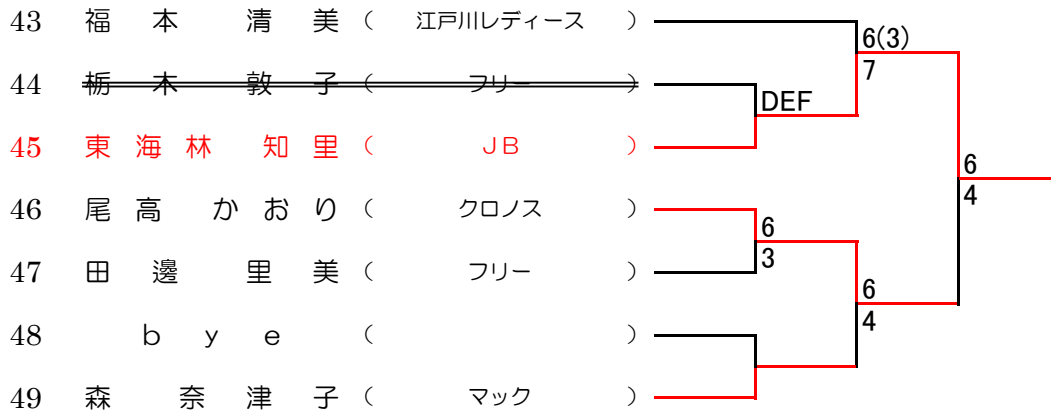 43 福本 清美 （ 江戸川レディース ）
6(3)
44 栃木 敦子 （ フリー ）
7
DEF
45 東海林 知里 （ ＪＢ ）
6
4
46 尾高 かおり （ クロノス ）
6
3
47 田邊 里美 （ フリー ）
6
4
48 ｂｙｅ （ ）
49 森 奈津子 （ マック ）